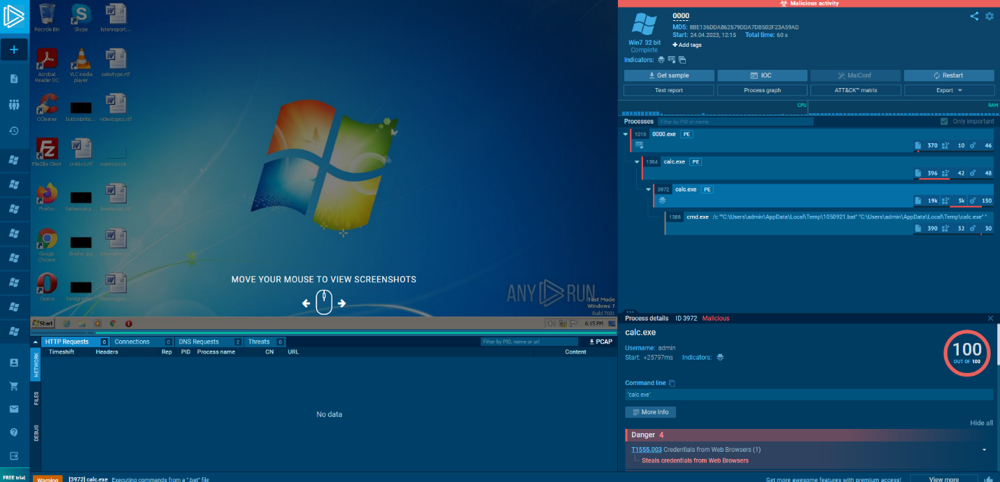 Malicious activity
0000
MD5: 8BE136DDA862579DDA7DB502F23A59AD
Start: 24.04.2023, 12:15 Total time: 60 s
Win7 32 bit
Complete
+ Add tags
Indicators:
Get sample
IOC
MalConf
Restart
Text report
Process graph
ATT&CK™ matrix
Export
CPU
RAM
Processes
Filter by PID or name
Only important
1016 0000.exe PE
370 10 46
1364 calc.exe PE
396 42 48
3972 calc.exe PE
19k 5k 150
1388 cmd.exe /c ""C:\Users\admin\AppData\Local\Temp\1050921.bat" "C:\Users\admin\AppData\Local\Temp\calc.exe" "
390 32 30
Process details ID 3972 Malicious
calc.exe
Username: admin
Start: +25797ms Indicators:
100
OUT OF 100
Command line
"calc.exe"
More Info
Hide all
Danger 4
T1555.003 Credentials from Web Browsers (1)
Steals credentials from Web Browsers
Recycle Bin
Skype
listenreport...
Acrobat Reader DC
VLC media player
salestype.rtf
CCleaner
buttonbritis...
videotopics.rtf
FileZilla Client
civildvd.rtf
wantsource...
Firefox
Google Chrome
Opera
MOVE YOUR MOUSE TO VIEW SCREENSHOTS
ANY RUN
Test Mode
Windows 7
Build 7601
Start
6:15 PM
HTTP Requests 0
Connections 0
DNS Requests 2
Threats 0
Filter by PID, name or url
PCAP
NETWORK
FILES
DEBUG
Timeshift Headers Rep PID Process name CN URL Content
No data
FREE trial
Warning [3972] calc.exe Executing commands from a ".bat" file
Get more awesome features with premium access! View more